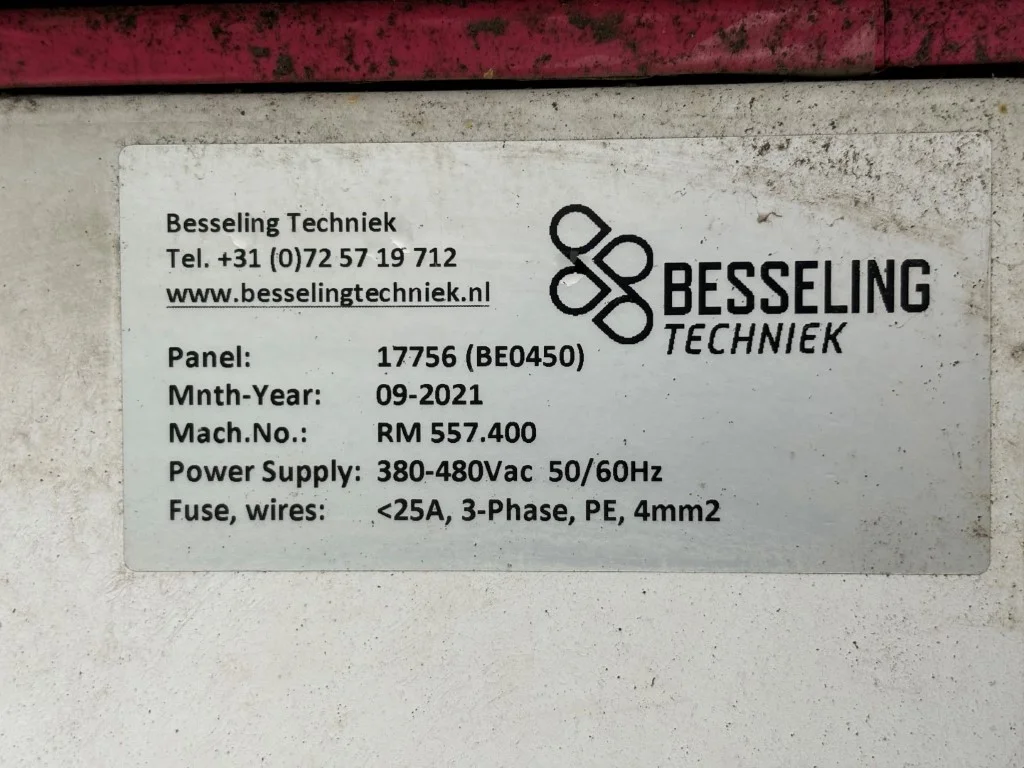 Besseling Techniek
Tel. +31 (0)72 57 19 712
www.besselingtechniek.nl
BESSELING
TECHNIEK
Panel: 17756 (BE0450)
Mnth-Year: 09-2021
Mach.No.: RM 557.400
Power Supply: 380-480Vac 50/60Hz
Fuse, wires: <25A, 3-Phase, PE, 4mm2